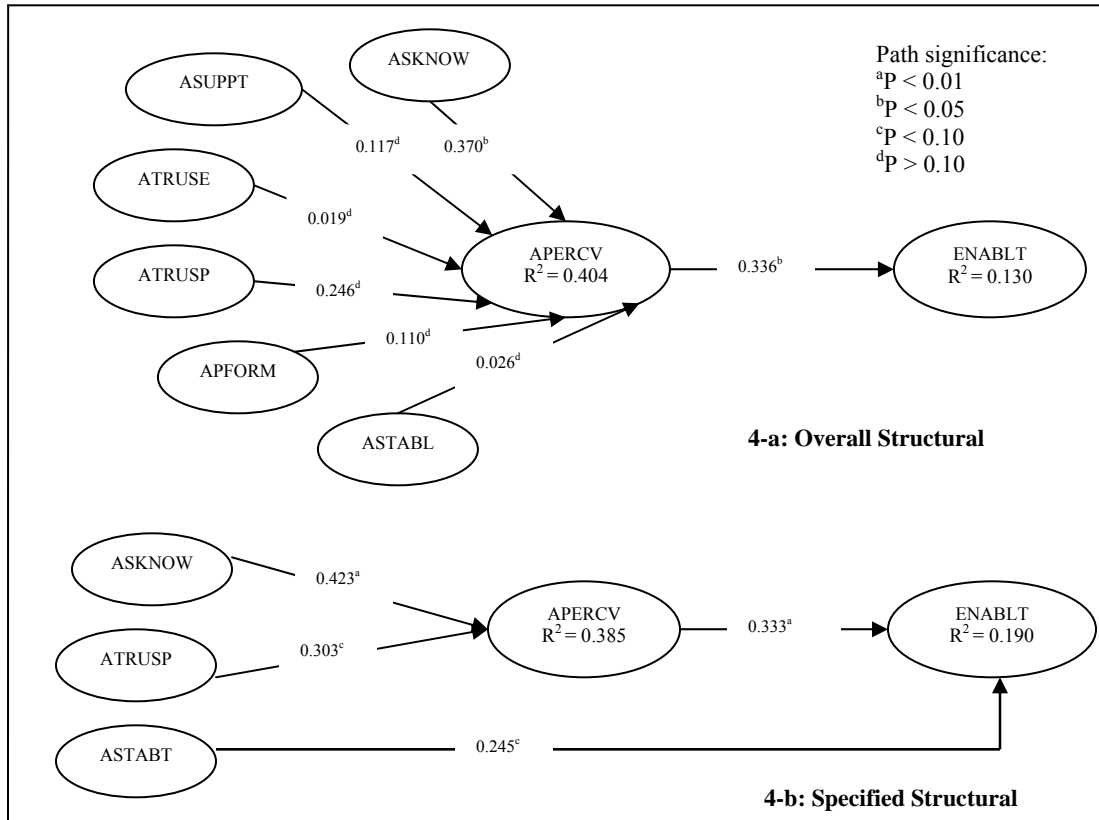 ASKNOW
ASUPPT
Path significance:
ᵃP < 0.01
ᵇP < 0.05
ᶜP < 0.10
ᵈP > 0.10
0.117ᵈ
0.370ᵇ
ATRUSE
0.019ᵈ
APERCV
R² = 0.404
0.336ᵇ
ENABLT
R² = 0.130
ATRUSP
0.246ᵈ
0.110ᵈ
APFORM
0.026ᵈ
ASTABL
4-a: Overall Structural
ASKNOW
0.423ᵃ
APERCV
R² = 0.385
0.333ᵃ
ENABLT
R² = 0.190
ATRUSP
0.303ᶜ
ASTABT
0.245ᶜ
4-b: Specified Structural